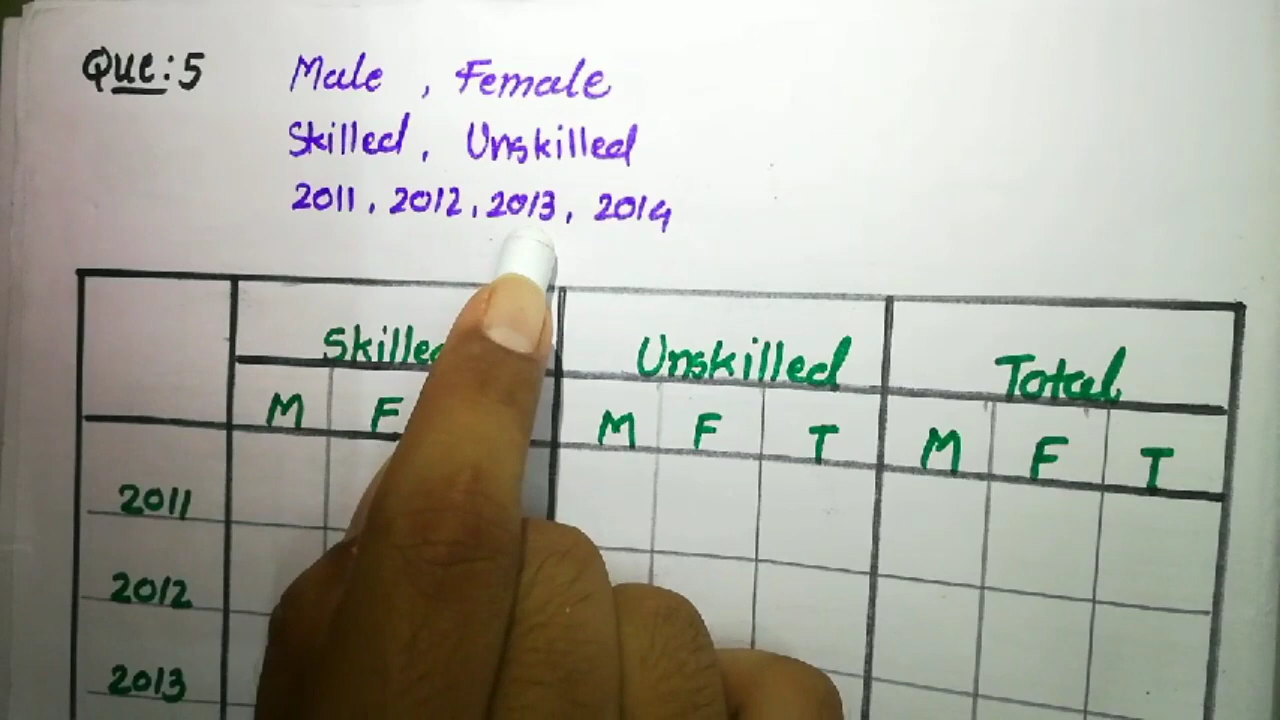 Que:5 Male, Female
Skilled, Unskilled
2011, 2012, 2013, 2014
Unskilled Total
M F M F T M F T
2011
2012
2013